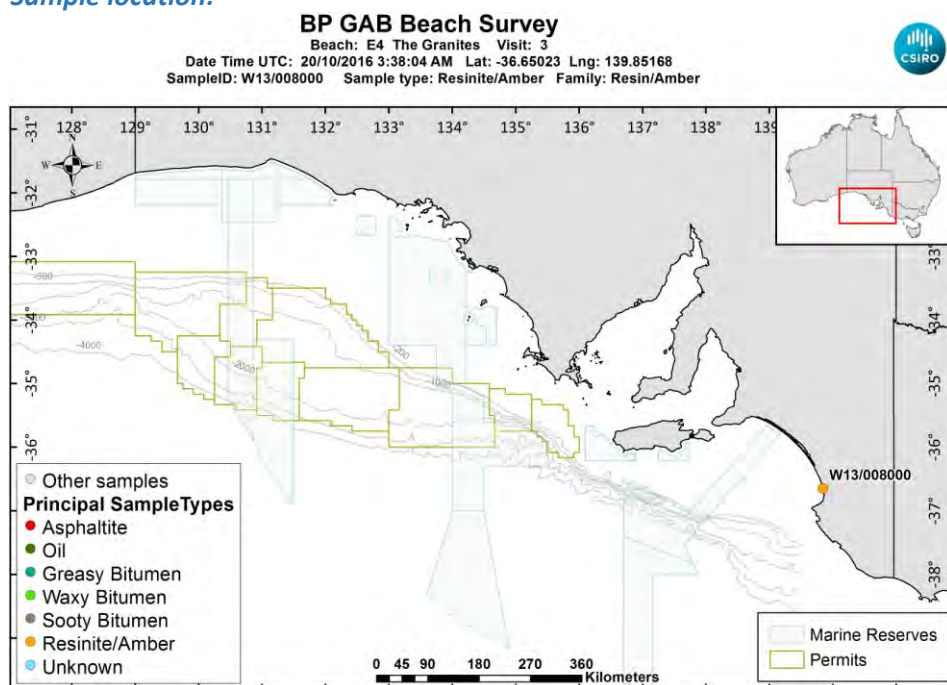 Sample location:
BP GAB Beach Survey
Beach: E4 The Granites Visit: 3
Date Time UTC: 20/10/2016 3:38:04 AM Lat: -36.65023 Lng: 139.85168
SampleID: W13/008000 Sample type: Resinite/Amber Family: Resin/Amber
CSIRO
128° 129° 130° 131° 132° 133° 134° 135° 136° 137° 138° 139
-31°
-32°
-33°
-34°
-35°
-36°
-37°
-38°
N
W E
S
-34°
-35°
-36°
-37°
-38°
-4000
-2000
-200
-1000
W13/008000
Other samples
Principal SampleTypes
Asphaltite
Oil
Greasy Bitumen
Waxy Bitumen
Sooty Bitumen
Resinite/Amber
Unknown
0 45 90 180 270 360
Kilometers
Marine Reserves
Permits